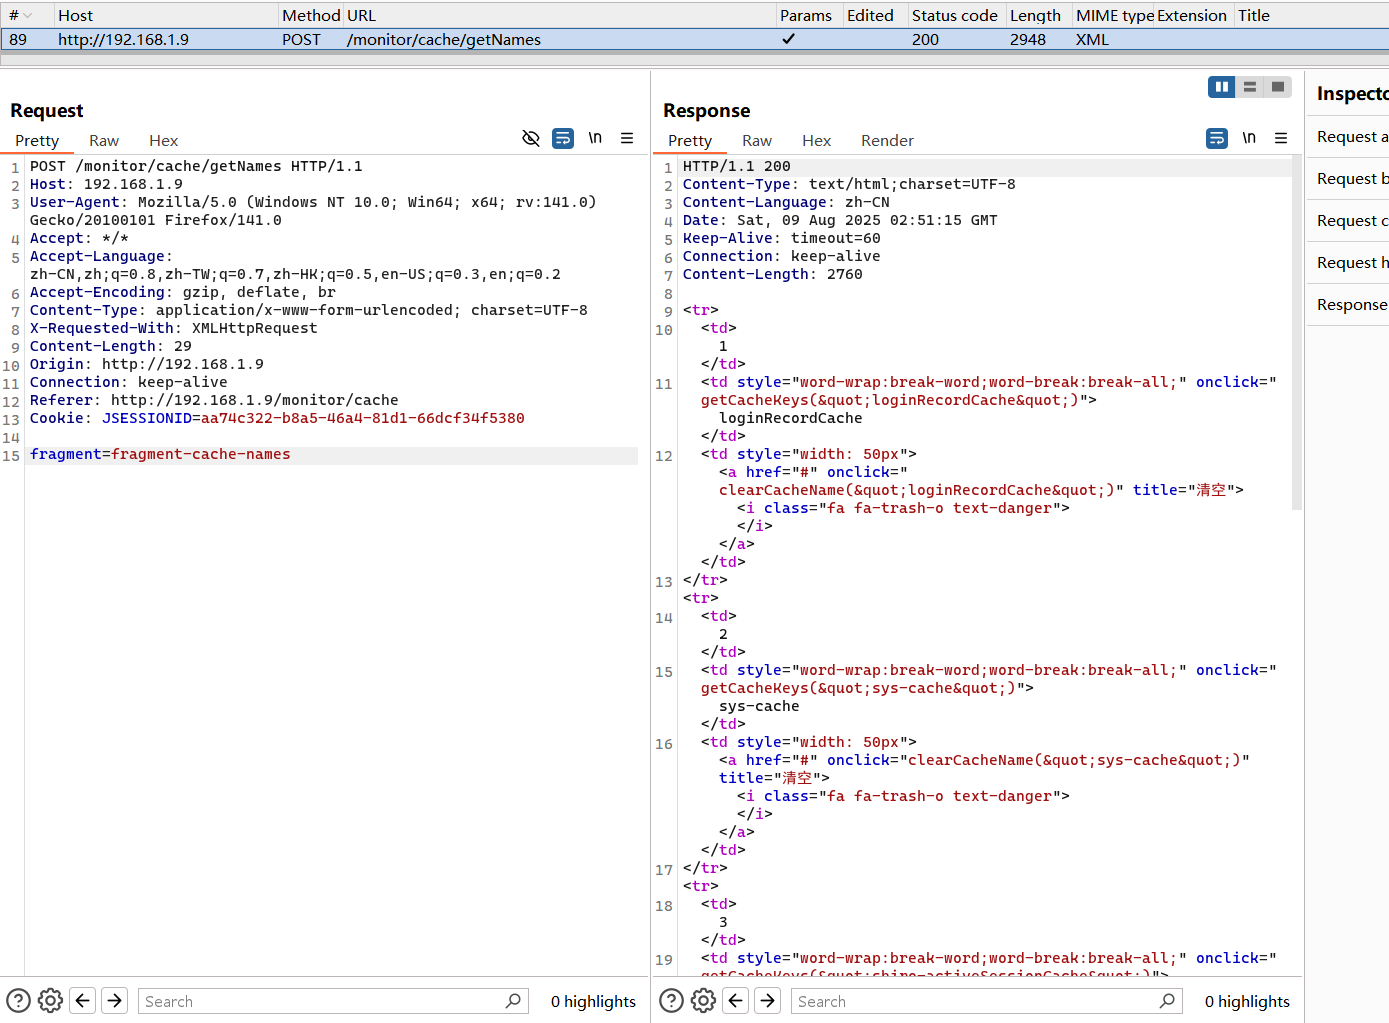 # Host Method URL Params Edited Status code Length MIME type Extension Title
89 http://192.168.1.9 POST /monitor/cache/getNames ✓ 200 2948 XML
Request
Pretty Raw Hex \n
1 POST /monitor/cache/getNames HTTP/1.1
2 Host: 192.168.1.9
3 User-Agent: Mozilla/5.0 (Windows NT 10.0; Win64; x64; rv:141.0)
Gecko/20100101 Firefox/141.0
4 Accept: */*
5 Accept-Language:
zh-CN,zh;q=0.8,zh-TW;q=0.7,zh-HK;q=0.5,en-US;q=0.3,en;q=0.2
6 Accept-Encoding: gzip, deflate, br
7 Content-Type: application/x-www-form-urlencoded; charset=UTF-8
8 X-Requested-With: XMLHttpRequest
9 Content-Length: 29
10 Origin: http://192.168.1.9
11 Connection: keep-alive
12 Referer: http://192.168.1.9/monitor/cache
13 Cookie: JSESSIONID=aa74c322-b8a5-46a4-81d1-66dcf34f5380
14
15 fragment=fragment-cache-names
Search 0 highlights
Response
Pretty Raw Hex Render \n
1 HTTP/1.1 200
2 Content-Type: text/html;charset=UTF-8
3 Content-Language: zh-CN
4 Date: Sat, 09 Aug 2025 02:51:15 GMT
5 Keep-Alive: timeout=60
6 Connection: keep-alive
7 Content-Length: 2760
8
9 <tr>
10 <td>
1
</td>
11 <td style="word-wrap:break-word;word-break:break-all;" onclick="
getCacheKeys(&quot;loginRecordCache&quot;)">
loginRecordCache
</td>
12 <td style="width: 50px">
<a href="#" onclick="
clearCacheName(&quot;loginRecordCache&quot;)" title="清空">
<i class="fa fa-trash-o text-danger">
</i>
</a>
</td>
13 </tr>
<tr>
14 <td>
2
</td>
15 <td style="word-wrap:break-word;word-break:break-all;" onclick="
getCacheKeys(&quot;sys-cache&quot;)">
sys-cache
</td>
16 <td style="width: 50px">
<a href="#" onclick="clearCacheName(&quot;sys-cache&quot;)"
title="清空">
<i class="fa fa-trash-o text-danger">
</i>
</a>
</td>
17 </tr>
<tr>
18 <td>
3
</td>
19 <td style="word-wrap:break-word;word-break:break-all;" onclick="
getCacheKeys(&quot;shiro-activeSessionCache&quot;)">
Search 0 highlights
Inspecto
Request a
Request b
Request c
Request h
Response